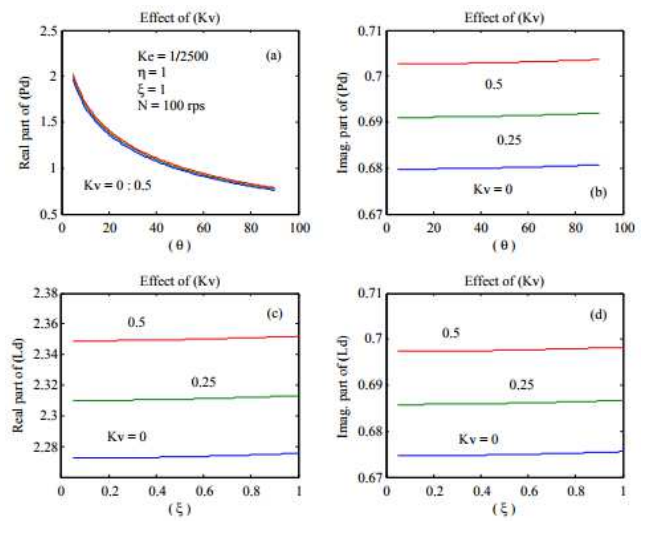 Effect of (Kv)
2.5
2
1.5
1
0.5
Real part of (Pd)
Ke = 1/2500
η = 1
ξ = 1
N = 100 rps
(a)
Kv = 0 : 0.5
0 20 40 60 80 100
( θ )
Effect of (Kv)
0.71
0.7
0.69
0.68
0.67
Imag. part of (Pd)
0.5
0.25
Kv = 0
(b)
0 20 40 60 80 100
( θ )
Effect of (Kv)
2.38
2.36
2.34
2.32
2.3
2.28
Real part of (Ld)
(c)
0.5
0.25
Kv = 0
0 0.2 0.4 0.6 0.8 1
( ξ )
Effect of (Kv)
0.71
0.7
0.69
0.68
0.67
Imag. part of (Ld)
(d)
0.5
0.25
Kv = 0
0 0.2 0.4 0.6 0.8 1
( ξ )